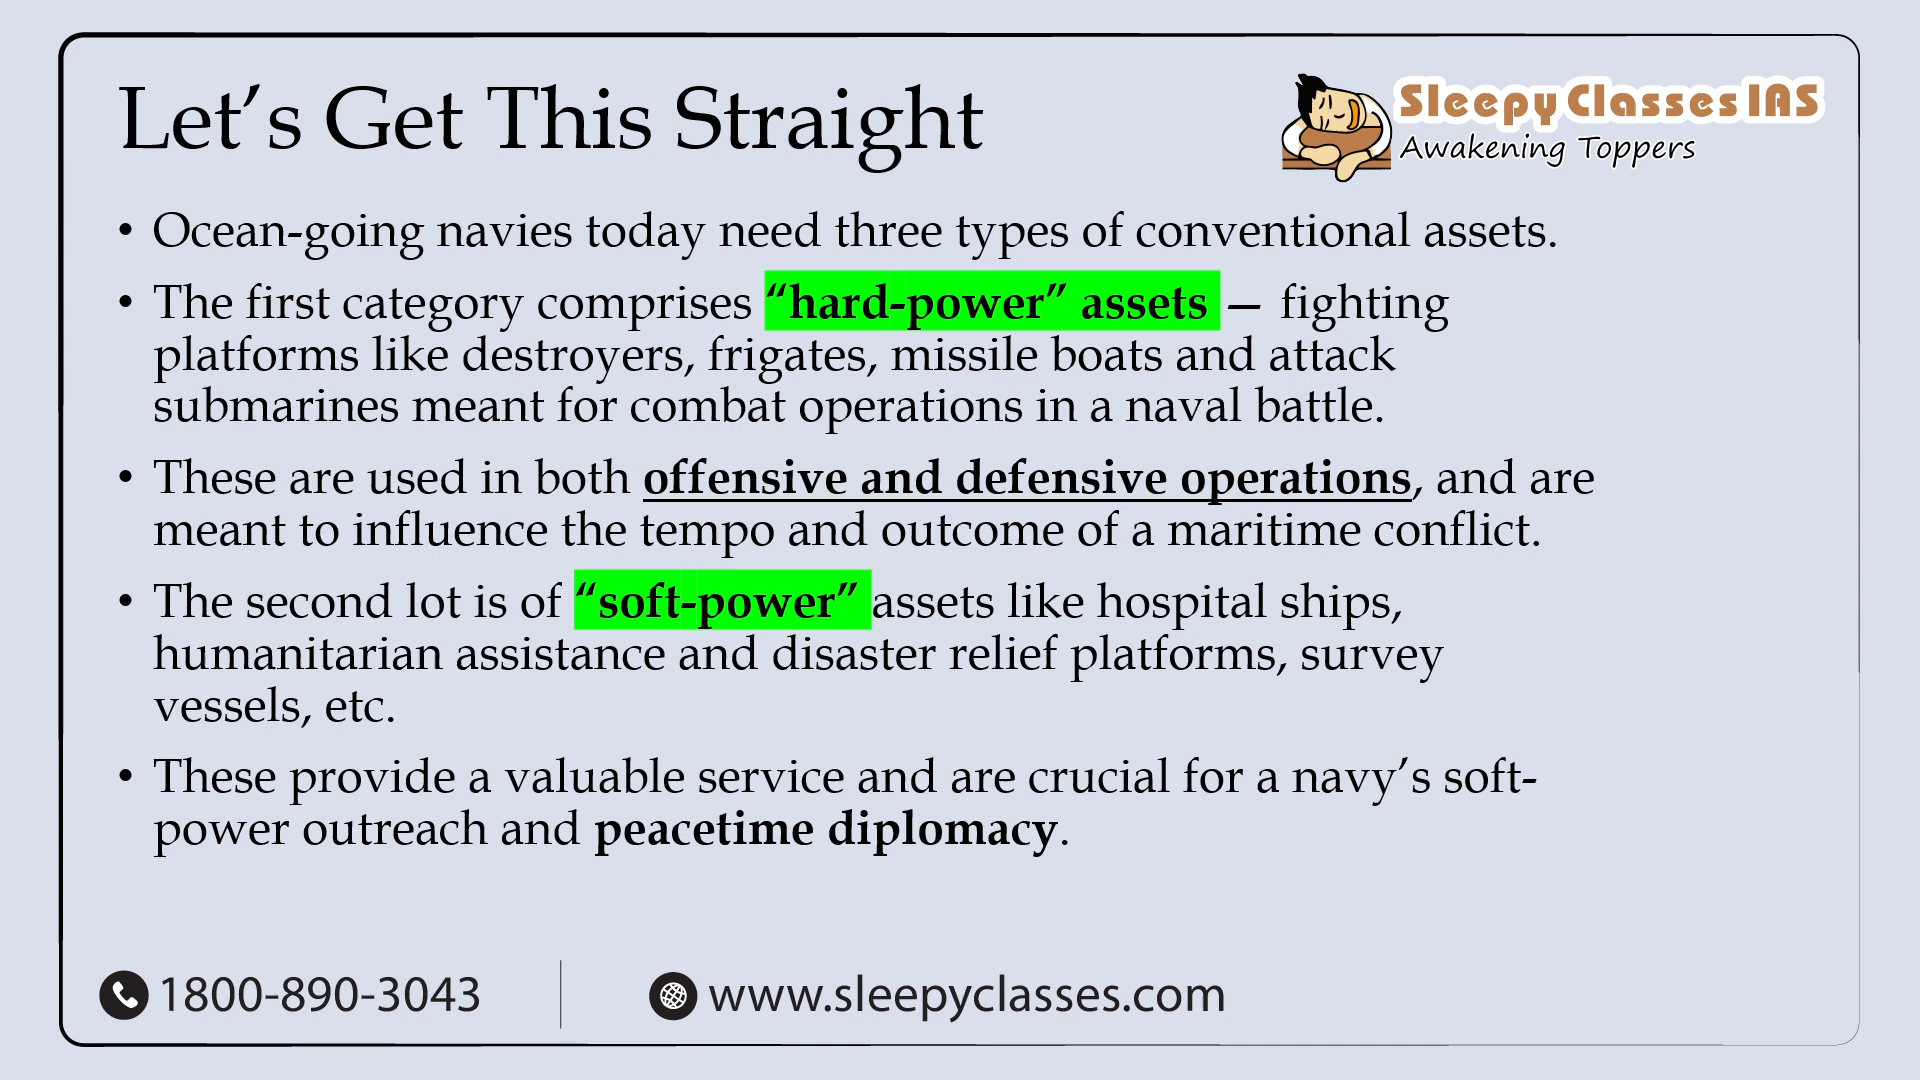 Let’s Get This Straight
Sleepy Classes IAS
Awakening Toppers
• Ocean-going navies today need three types of conventional assets.
• The first category comprises “hard-power” assets — fighting
platforms like destroyers, frigates, missile boats and attack
submarines meant for combat operations in a naval battle.
• These are used in both offensive and defensive operations, and are
meant to influence the tempo and outcome of a maritime conflict.
• The second lot is of “soft-power” assets like hospital ships,
humanitarian assistance and disaster relief platforms, survey
vessels, etc.
• These provide a valuable service and are crucial for a navy’s soft-
power outreach and peacetime diplomacy.
1800-890-3043
www.sleepyclasses.com